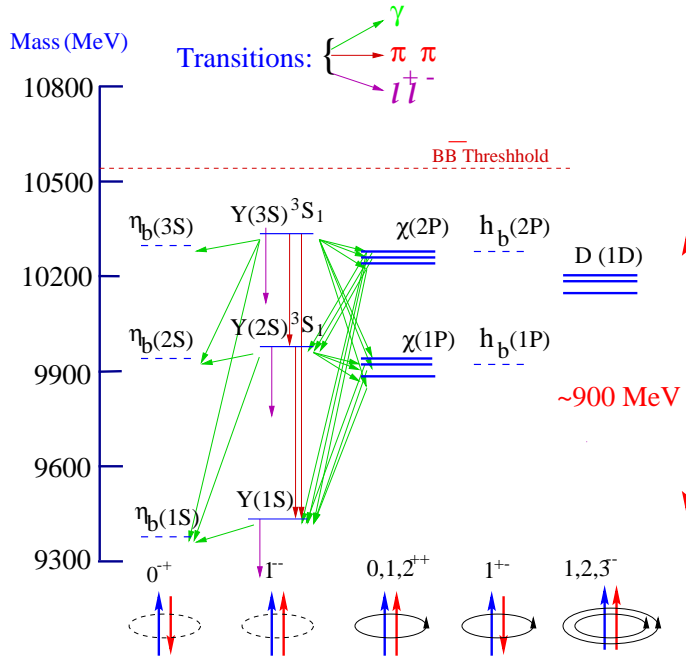 γ
Mass (MeV)
Transitions: {
π π
l+ l-
10800
BB Threshhold
10500
η_b(3S) Υ(3S) ³S₁ χ(2P) h_b(2P)
D (1D)
10200
η_b(2S) Υ(2S) ³S₁ χ(1P) h_b(1P)
9900
~900 MeV
9600
η_b(1S) Υ(1S)
9300
0-+ 1-- 0,1,2++ 1+- 1,2,3--